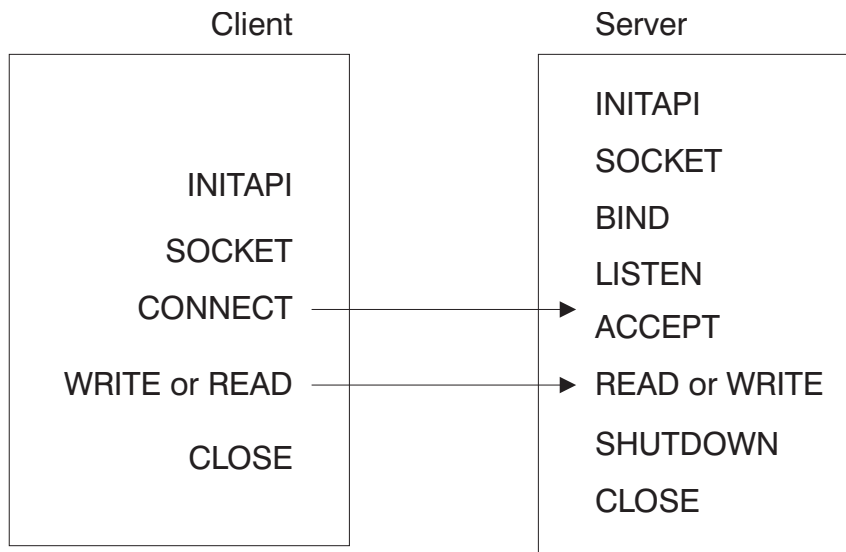 Client
Server
INITAPI
SOCKET
CONNECT
WRITE or READ
CLOSE
INITAPI
SOCKET
BIND
LISTEN
ACCEPT
READ or WRITE
SHUTDOWN
CLOSE